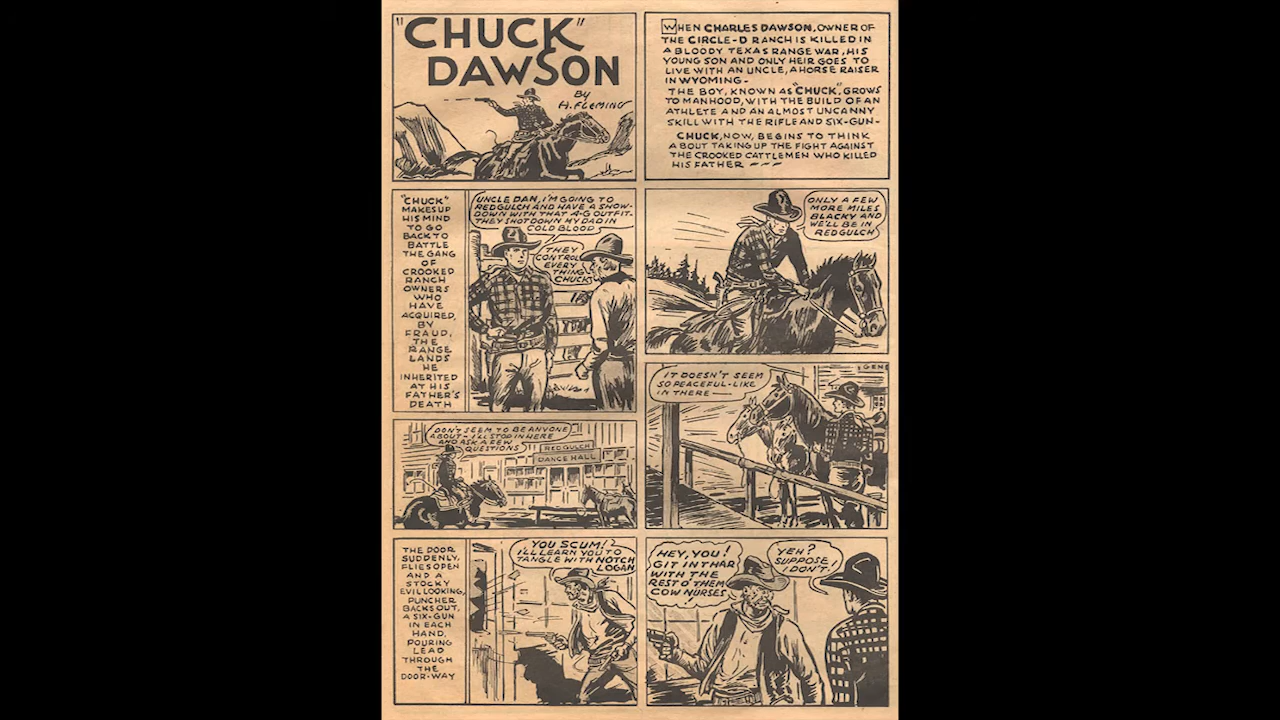 "CHUCK"
DAWSON
BY
H. FLEMING
WHEN CHARLES DAWSON, OWNER OF
THE CIRCLE-D RANCH IS KILLED IN
A BLOODY TEXAS RANGE WAR, HIS
YOUNG SON AND ONLY HEIR GOES TO
LIVE WITH AN UNCLE, A HORSE RAISER
IN WYOMING -
THE BOY, KNOWN AS "CHUCK", GROWS
TO MANHOOD, WITH THE BUILD OF AN
ATHLETE AND AN ALMOST UNCANNY
SKILL WITH THE RIFLE AND SIX-GUN -
CHUCK, NOW, BEGINS TO THINK
ABOUT TAKING UP THE FIGHT AGAINST
THE CROOKED CATTLEMEN WHO KILLED
HIS FATHER ~~~
"CHUCK"
MAKES UP
HIS MIND
TO GO
BACK TO
BATTLE
THE GANG
OF
CROOKED
RANCH
OWNERS
WHO
HAVE
ACQUIRED,
BY
FRAUD,
THE
RANGE
LANDS
HE
INHERITED
AT HIS
FATHER'S
DEATH
UNCLE DAN, I'M GOING TO
REDGULCH AND HAVE A SHOW-
DOWN WITH THAT 4-G OUTFIT-
THEY SHOT DOWN MY DAD IN
COLD BLOOD
THEY
CONTROL
EVERY
THING
CHUCK
ONLY A FEW
MORE MILES
BLACKY AND
WE'LL BE IN
REDGULCH
DON'T SEEM TO BE ANYONE
ABOUT- I'LL STOP IN HERE
AND ASK A FEW
QUESTIONS
REDGULCH
DANCE HALL
IT DOESN'T SEEM
SO PEACEFUL-LIKE
IN THERE —
GENE
THE DOOR
SUDDENLY,
FLIES OPEN
AND A
STOCKY
EVIL LOOKING,
PUNCHER
BACKS OUT,
A SIX-GUN
IN EACH
HAND,
POURING
LEAD
THROUGH
THE
DOOR-WAY
YOU SCUM!?
I'LL LEARN YOU TO
TANGLE WITH NOTCH
LOGAN
HEY, YOU!
GIT IN THAR
WITH THE
REST O' THEM
COW NURSES
YEH?
SUPPOSE I
DON'T!